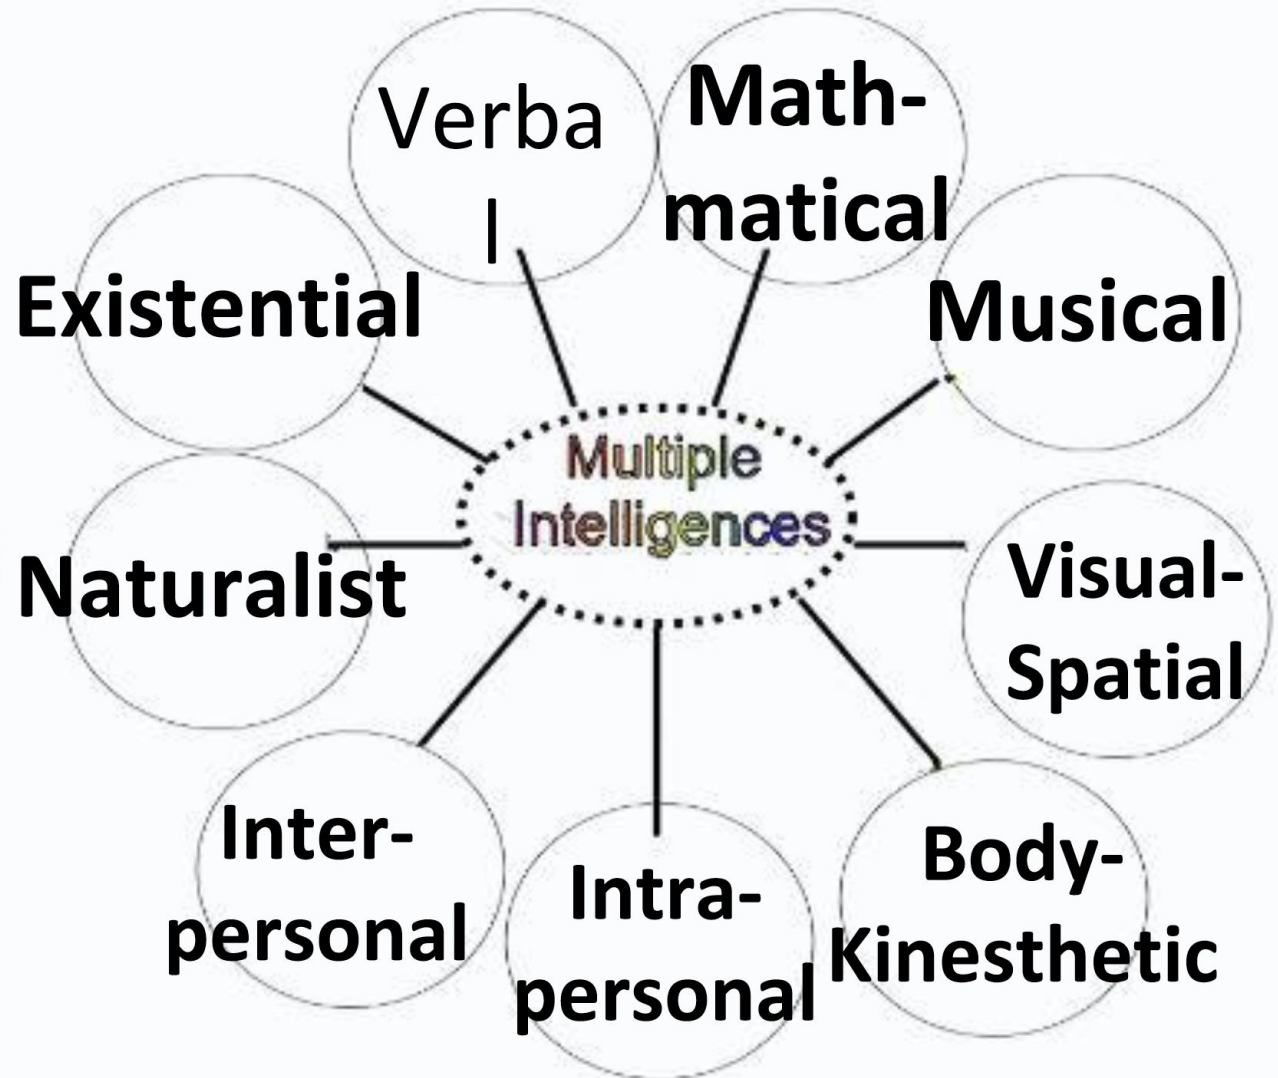 Verba
l
Math-
matical
Existential
Musical
Multiple
Intelligences
Naturalist
Visual-
Spatial
Inter-
personal
Intra-
personal
Body-
Kinesthetic